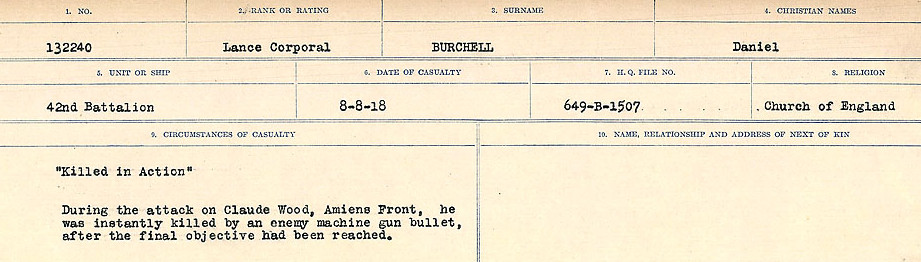 1. NO. 2. RANK OR RATING 3. SURNAME 4. CHRISTIAN NAMES
132240 Lance Corporal BURCHELL Daniel
5. UNIT OR SHIP 6. DATE OF CASUALTY 7. H.Q. FILE NO. 8. RELIGION
42nd Battalion 8-8-18 649-B-1507. . . . . . Church of England
9. CIRCUMSTANCES OF CASUALTY 10. NAME, RELATIONSHIP AND ADDRESS OF NEXT OF KIN
"Killed in Action"
During the attack on Claude Wood, Amiens Front, he
was instantly killed by an enemy machine gun bullet,
after the final objective had been reached.